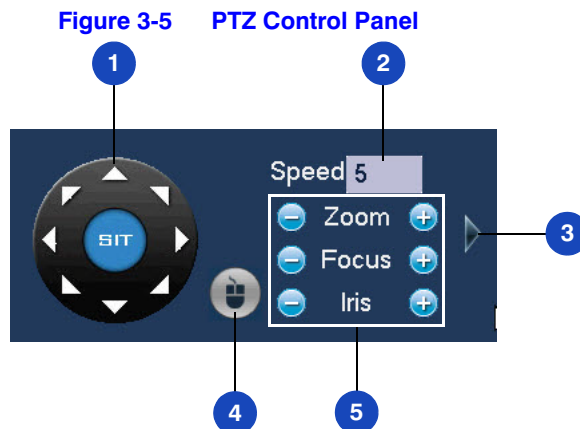 Figure 3-5 PTZ Control Panel
1
2
Speed 5
SIT
Zoom
Focus
Iris
3
4
5